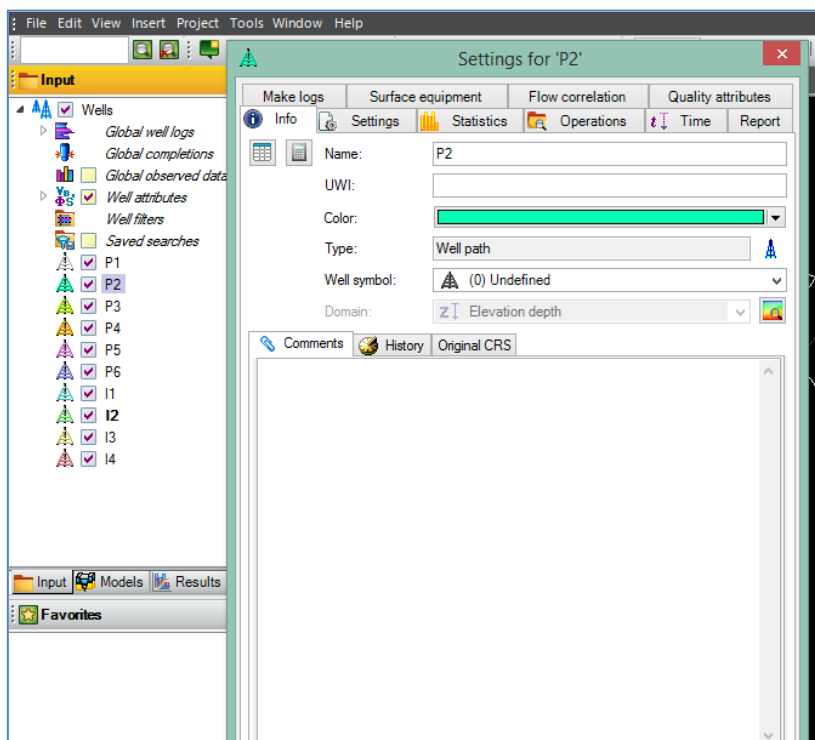 File Edit View Insert Project Tools Window Help
Settings for 'P2'
Input
Wells
Global well logs
Global completions
Global observed data
Well attributes
Well filters
Saved searches
P1
P2
P3
P4
P5
P6
I1
I2
I3
I4
Input Models Results
Favorites
Make logs Surface equipment Flow correlation Quality attributes
Info Settings Statistics Operations Time Report
Name: P2
UWI:
Color:
Type: Well path
Well symbol: (0) Undefined
Domain: Elevation depth
Comments History Original CRS